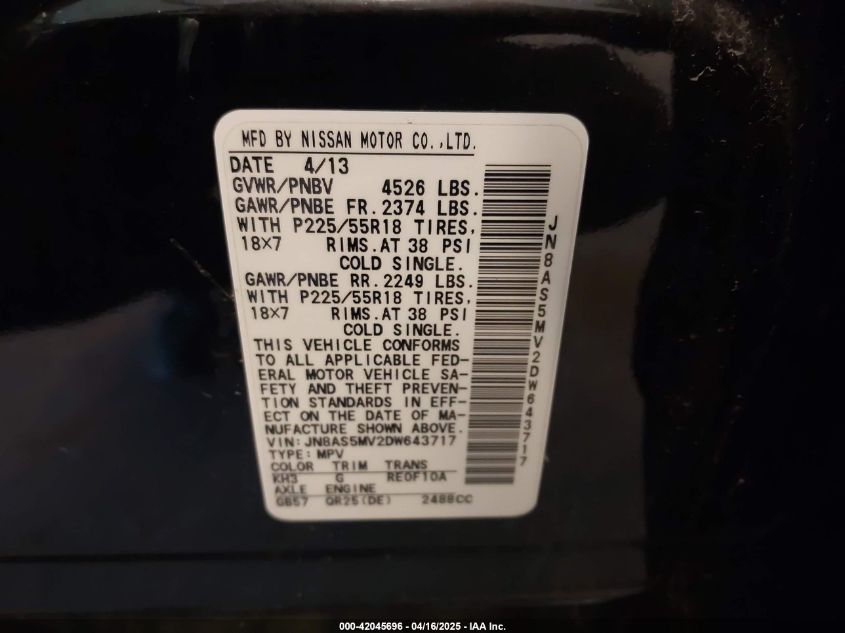 MFD BY NISSAN MOTOR CO.,LTD.
DATE 4/13
GVWR/PNBV 4526 LBS.
GAWR/PNBE FR. 2374 LBS.
WITH P225/55R18 TIRES,
18×7 RIMS.AT 38 PSI
COLD SINGLE.
GAWR/PNBE RR. 2249 LBS.
WITH P225/55R18 TIRES,
18×7 RIMS.AT 38 PSI
COLD SINGLE.
THIS VEHICLE CONFORMS
TO ALL APPLICABLE FED-
ERAL MOTOR VEHICLE SA-
FETY AND THEFT PREVEN-
TION STANDARDS IN EFF-
ECT ON THE DATE OF MA-
NUFACTURE SHOWN ABOVE.
VIN: JN8AS5MV2DW643717
TYPE: MPV
COLOR TRIM TRANS
KH3 G RE0F10A
AXLE ENGINE
GB57 QR25(DE) 2488CC
JN8AS5MV2DW643717
000-42045696 - 04/16/2025 - IAA Inc.